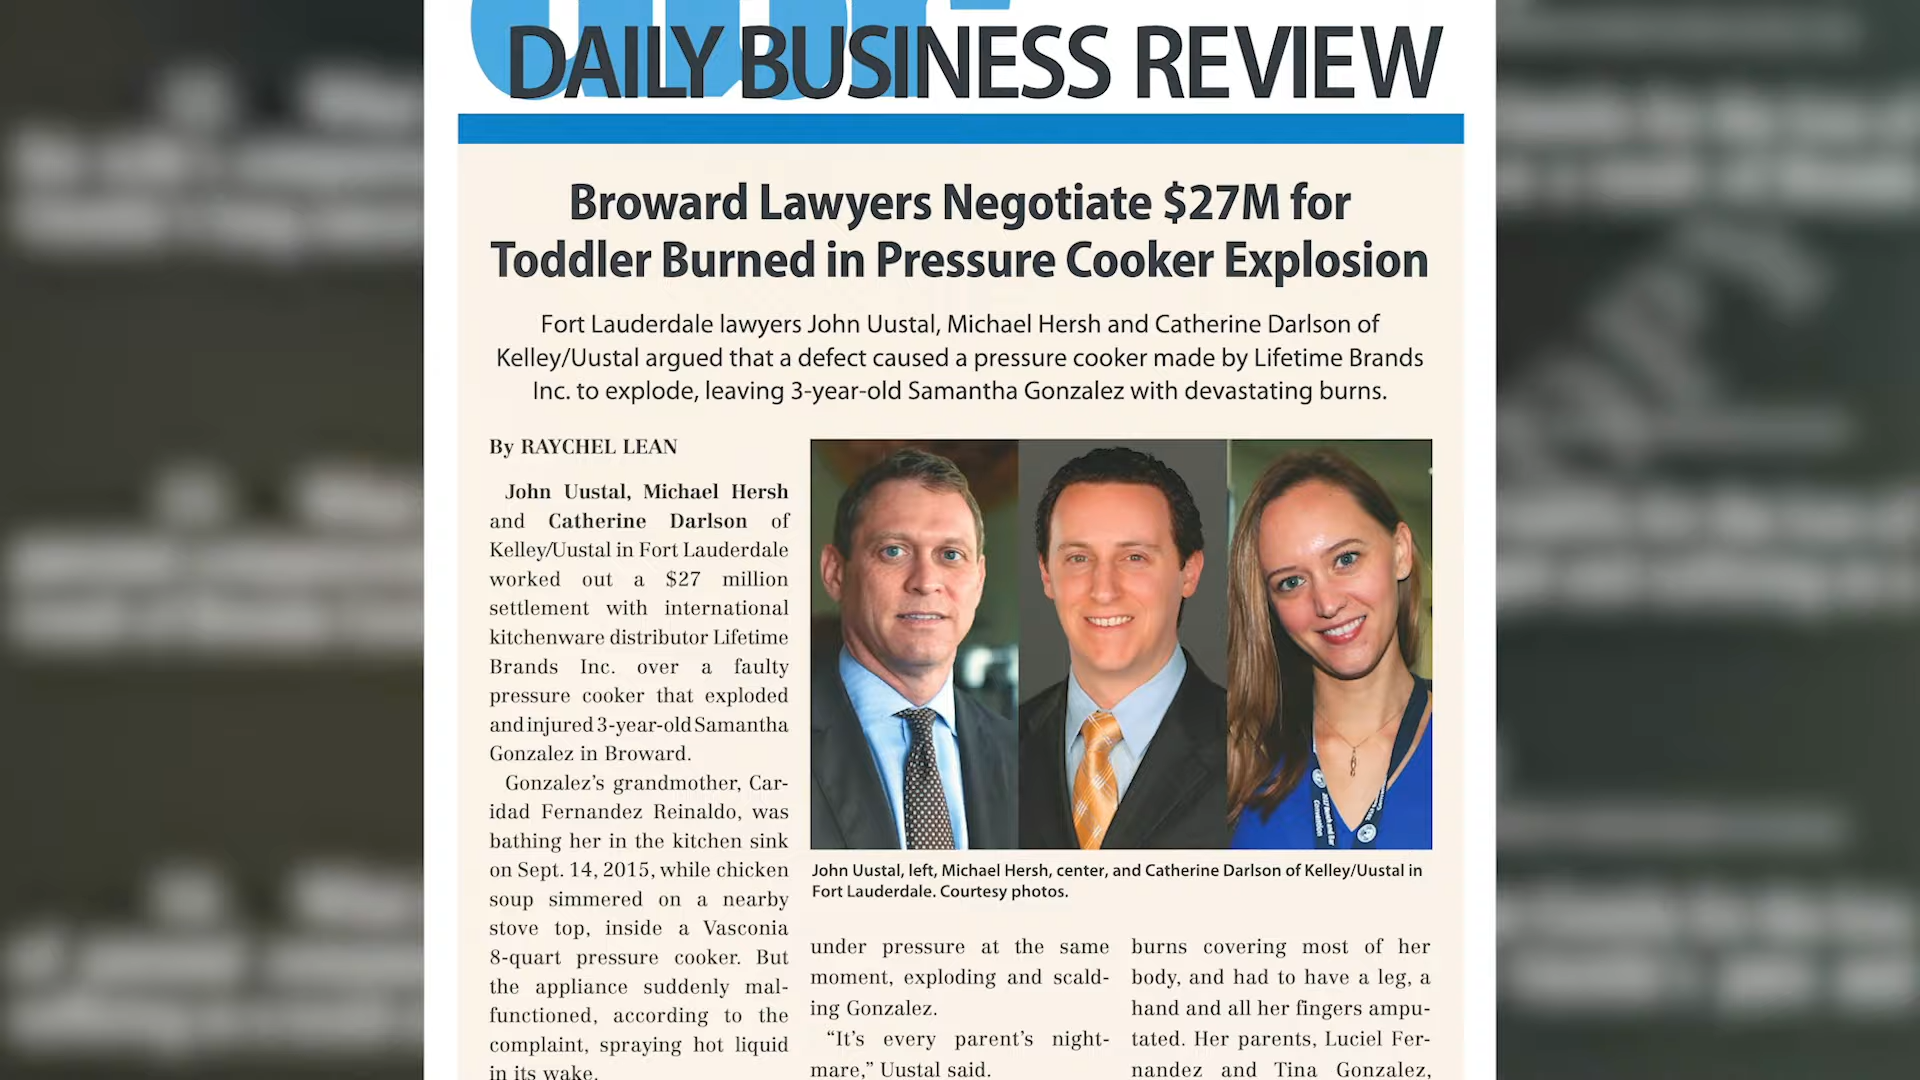 DAILY BUSINESS REVIEW
Broward Lawyers Negotiate $27M for
Toddler Burned in Pressure Cooker Explosion
Fort Lauderdale lawyers John Uustal, Michael Hersh and Catherine Darlson of
Kelley/Uustal argued that a defect caused a pressure cooker made by Lifetime Brands
Inc. to explode, leaving 3-year-old Samantha Gonzalez with devastating burns.
By RAYCHEL LEAN
John Uustal, Michael Hersh
and Catherine Darlson of
Kelley/Uustal in Fort Lauderdale
worked out a $27 million
settlement with international
kitchenware distributor Lifetime
Brands Inc. over a faulty
pressure cooker that exploded
and injured 3-year-old Samantha
Gonzalez in Broward.
Gonzalez's grandmother, Car-
idad Fernandez Reinaldo, was
bathing her in the kitchen sink
on Sept. 14, 2015, while chicken
soup simmered on a nearby
stove top, inside a Vasconia
8-quart pressure cooker. But
the appliance suddenly mal-
functioned, according to the
complaint, spraying hot liquid
in its wake.
John Uustal, left, Michael Hersh, center, and Catherine Darlson of Kelley/Uustal in
Fort Lauderdale. Courtesy photos.
under pressure at the same
moment, exploding and scald-
ing Gonzalez.
“It's every parent's night-
mare,” Uustal said.
burns covering most of her
body, and had to have a leg, a
hand and all her fingers ampu-
tated. Her parents, Luciel Fer-
nandez and Tina Gonzalez,